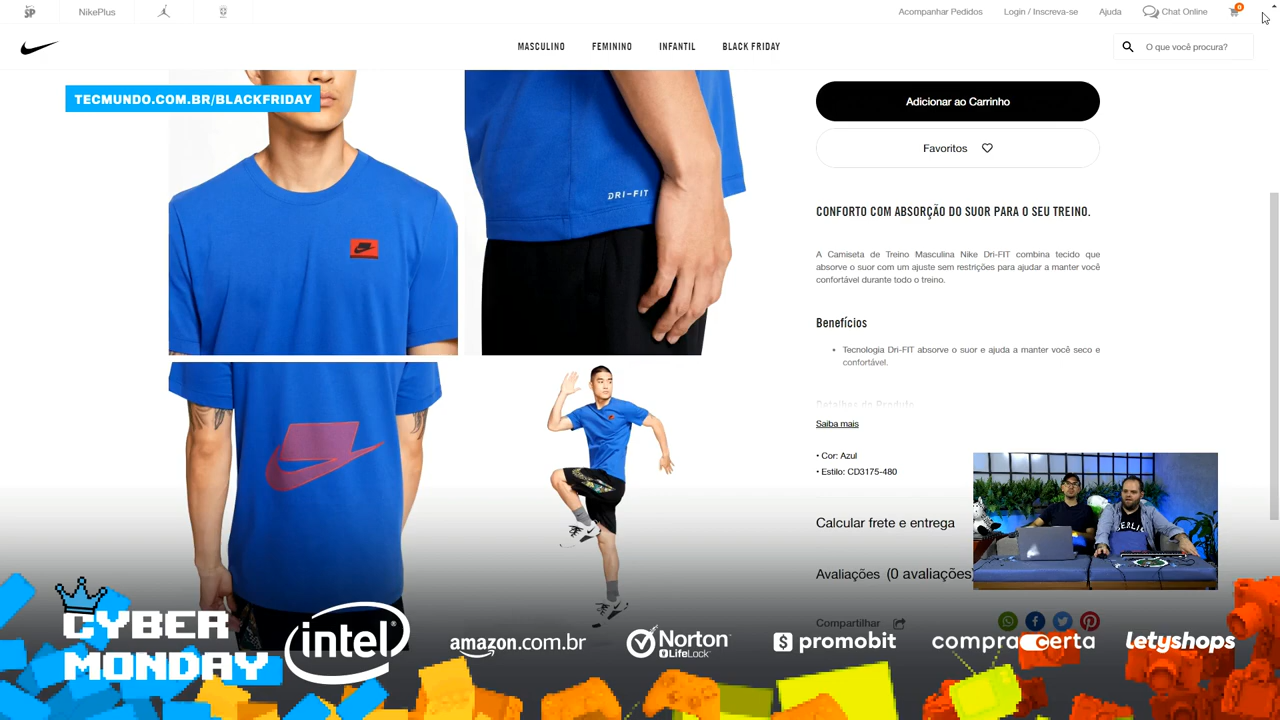 SP
NikePlus
Acompanhar Pedidos
Login / Inscreva-se
Ajuda
Chat Online
0
MASCULINO
FEMININO
INFANTIL
BLACK FRIDAY
O que você procura?
TECMUNDO.COM.BR/BLACKFRIDAY
DRI-FIT
Adicionar ao Carrinho
Favoritos
CONFORTO COM ABSORÇÃO DO SUOR PARA O SEU TREINO.
A Camiseta de Treino Masculina Nike Dri-FIT combina tecido que
absorve o suor com um ajuste sem restrições para ajudar a manter você
confortável durante todo o treino.
Benefícios
• Tecnologia Dri-FIT absorve o suor e ajuda a manter você seco e
confortável.
Detalhes do Produto
Saiba mais
• Cor: Azul
• Estilo: CD3175-480
Calcular frete e entrega
Avaliações (0 avaliações)
Compartilhar
CYBER
MONDAY
intel®
amazon.com.br
Norton
LifeLock
promobit
compra certa
letyshops